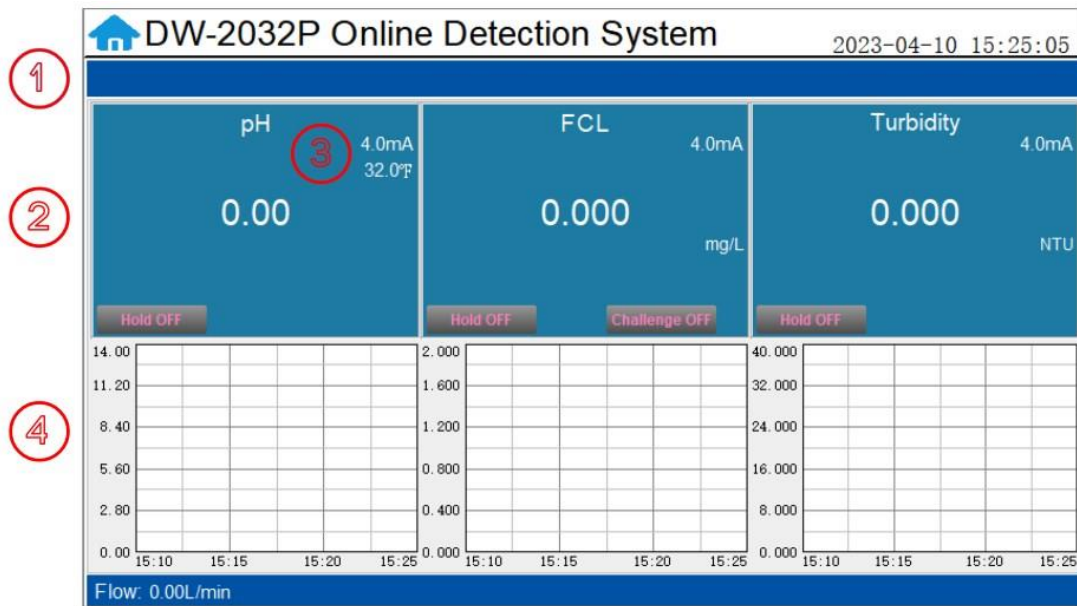 DW-2032P Online Detection System
2023-04-10 15:25:05
1
pH
3
4.0mA
32.0℉
FCL
4.0mA
Turbidity
4.0mA
2
0.00
0.000
mg/L
0.000
NTU
Hold OFF
Hold OFF
Challenge OFF
Hold OFF
4
14.00
11.20
8.40
5.60
2.80
0.00
15:10 15:15 15:20 15:25
2.000
1.600
1.200
0.800
0.400
0.000
15:10 15:15 15:20 15:25
40.000
32.000
24.000
16.000
8.000
0.000
15:10 15:15 15:20 15:25
Flow: 0.00L/min